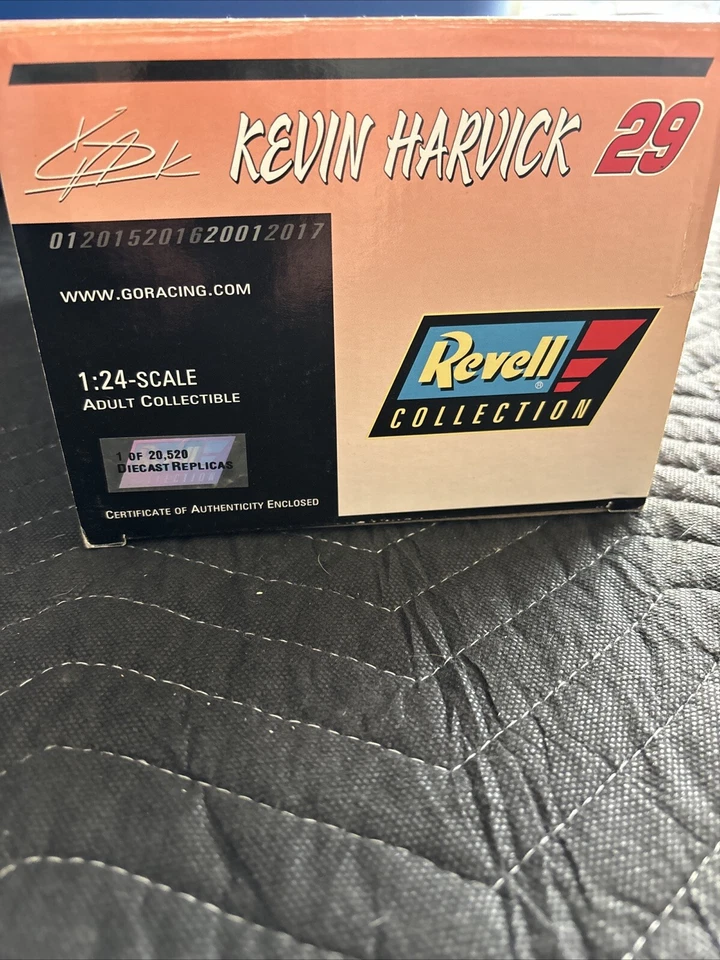 KEVIN HARVICK 29
012015201620012017
WWW.GORACING.COM
1:24-SCALE
ADULT COLLECTIBLE
Revell®
COLLECTION
1 OF 20,520
DIECAST REPLICAS
CERTIFICATE OF AUTHENTICITY ENCLOSED